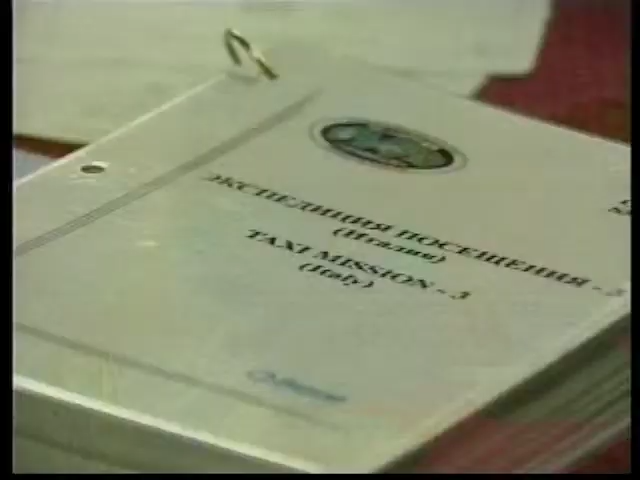 ЭКСПЕДИЦИЯ ПОСЕЩЕНИЯ - 3
(Италия)
TAXI MISSION - 3
(Italy)